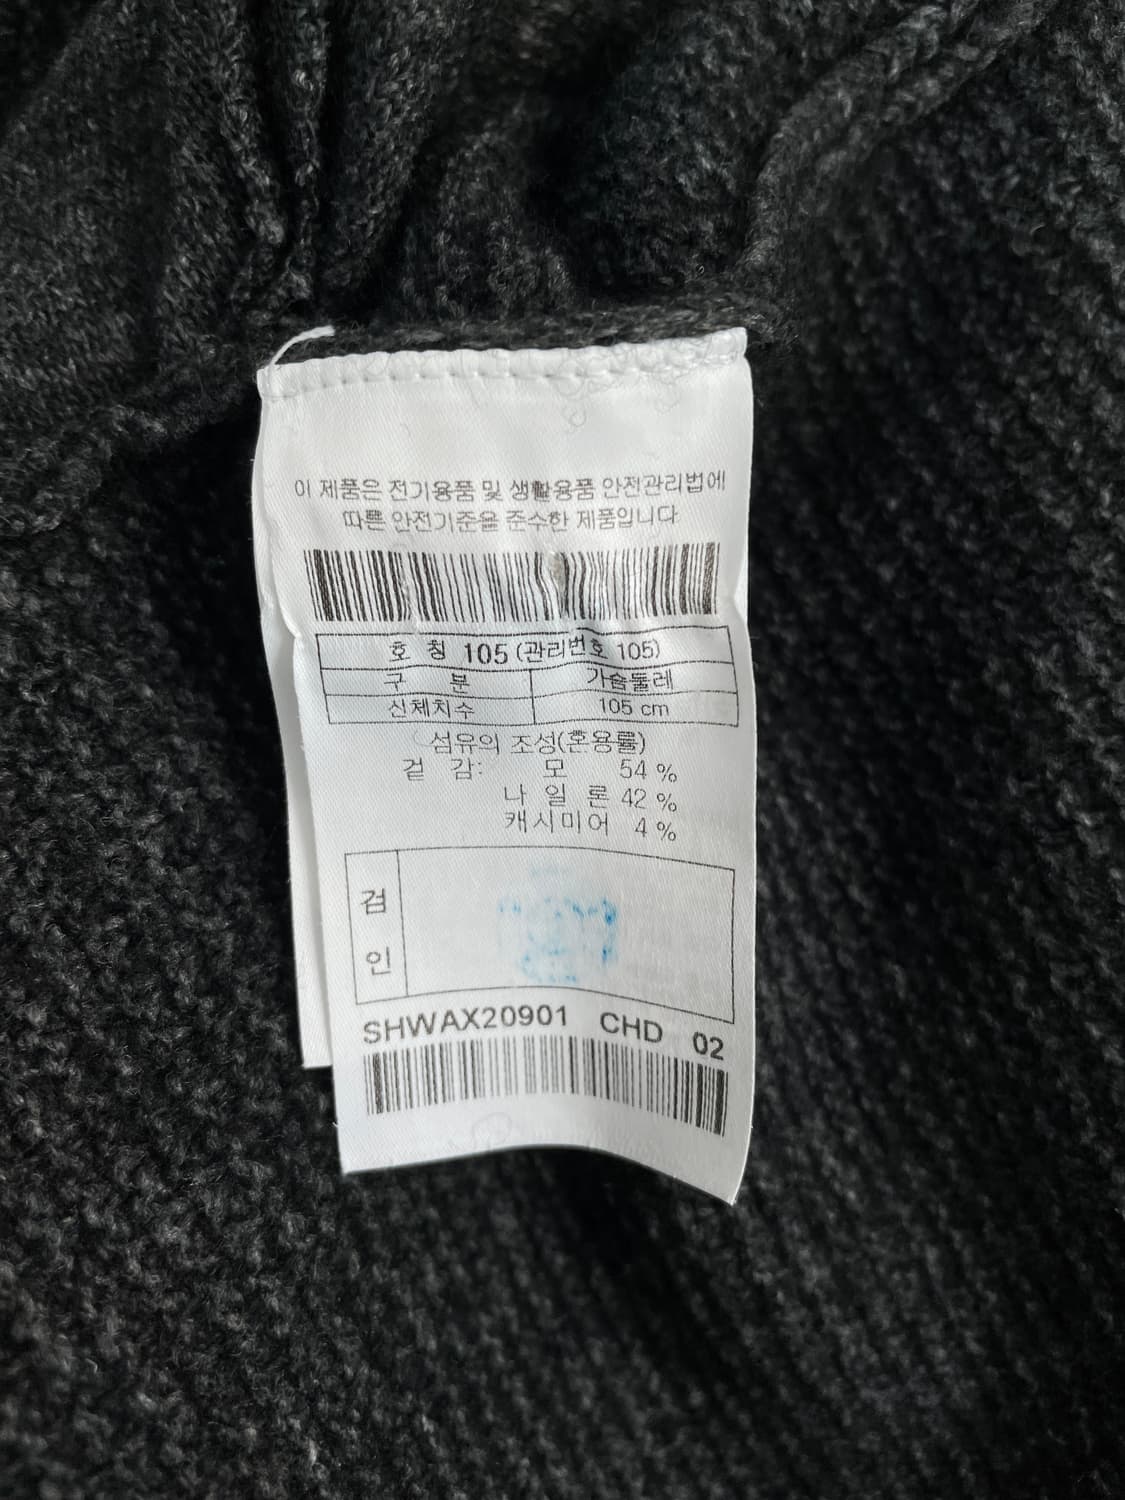 이 제품은 전기용품 및 생활용품 안전관리법에
따른 안전기준을 준수한 제품입니다
호 칭 105 (관리번호 105)
구 분 가슴둘레
신체치수 105 cm
섬유의 조성(혼용률)
겉 감: 모 54 %
나 일 론 42 %
캐시미어 4 %
검
인
SHWAX20901 CHD 02